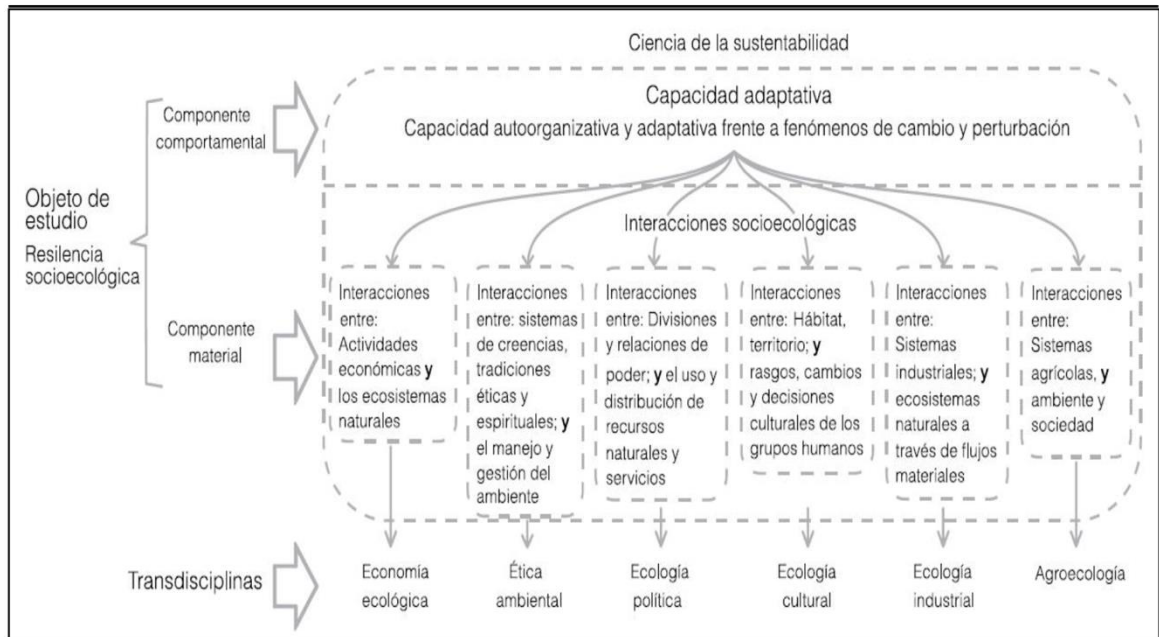 Ciencia de la sustentabilidad
Capacidad adaptativa
Capacidad autoorganizativa y adaptativa frente a fenómenos de cambio y perturbación
Componente
comportamental
Objeto de
estudio
Resilencia
socioecológica
Componente
material
Interacciones socioecológicas
Interacciones
entre:
Actividades
económicas y
los ecosistemas
naturales
Interacciones
entre: sistemas
de creencias,
tradiciones
éticas y
espirituales; y
el manejo y
gestión del
ambiente
Interacciones
entre: Divisiones
y relaciones de
poder; y el uso y
distribución de
recursos
naturales y
servicios
Interacciones
entre: Hábitat,
territorio; y
rasgos, cambios
y decisiones
culturales de los
grupos humanos
Interacciones
entre:
Sistemas
industriales; y
ecosistemas
naturales a
través de flujos
materiales
Interacciones
entre:
Sistemas
agrícolas, y
ambiente y
sociedad
Transdisciplinas
Economía
ecológica
Ética
ambiental
Ecología
política
Ecología
cultural
Ecología
industrial
Agroecología